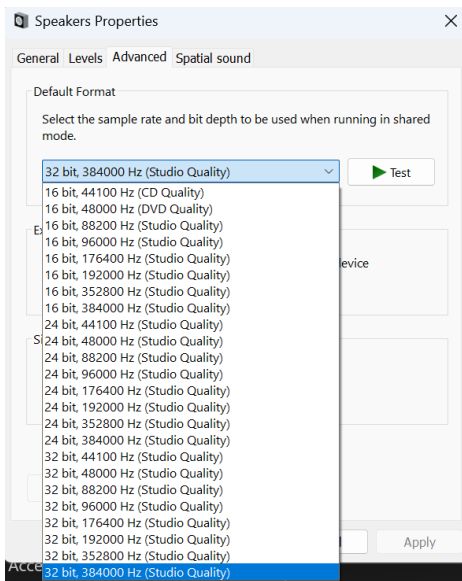 Speakers Properties
General Levels Advanced Spatial sound
Default Format
Select the sample rate and bit depth to be used when running in shared
mode.
32 bit, 384000 Hz (Studio Quality)
Test
16 bit, 44100 Hz (CD Quality)
16 bit, 48000 Hz (DVD Quality)
16 bit, 88200 Hz (Studio Quality)
16 bit, 96000 Hz (Studio Quality)
16 bit, 176400 Hz (Studio Quality)
16 bit, 192000 Hz (Studio Quality)
16 bit, 352800 Hz (Studio Quality)
16 bit, 384000 Hz (Studio Quality)
24 bit, 44100 Hz (Studio Quality)
24 bit, 48000 Hz (Studio Quality)
24 bit, 88200 Hz (Studio Quality)
24 bit, 96000 Hz (Studio Quality)
24 bit, 176400 Hz (Studio Quality)
24 bit, 192000 Hz (Studio Quality)
24 bit, 352800 Hz (Studio Quality)
24 bit, 384000 Hz (Studio Quality)
32 bit, 44100 Hz (Studio Quality)
32 bit, 48000 Hz (Studio Quality)
32 bit, 88200 Hz (Studio Quality)
32 bit, 96000 Hz (Studio Quality)
32 bit, 176400 Hz (Studio Quality)
32 bit, 192000 Hz (Studio Quality)
32 bit, 352800 Hz (Studio Quality)
32 bit, 384000 Hz (Studio Quality)
Apply